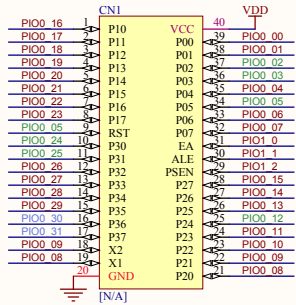 CN1
VDD
PIO0_16 1 P10 VCC 40
PIO0_17 2 P11 P00 39 PIO0_00
PIO0_18 3 P12 P01 38 PIO0_01
PIO0_19 4 P13 P02 37 PIO0_02
PIO0_20 5 P14 P03 36 PIO0_03
PIO0_21 6 P15 P04 35 PIO0_04
PIO0_22 7 P16 P05 34 PIO0_05
PIO0_23 8 P17 P06 33 PIO0_06
PIO0_05 9 RST P07 32 PIO0_07
PIO0_24 10 P30 EA 31 PIO1_0
PIO0_25 11 P31 ALE 30 PIO1_1
PIO0_26 12 P32 PSEN 29 PIO1_2
PIO0_27 13 P33 P27 28 PIO0_15
PIO0_28 14 P34 P26 27 PIO0_14
PIO0_29 15 P35 P25 26 PIO0_13
PIO0_30 16 P36 P24 25 PIO0_12
PIO0_31 17 P37 P23 24 PIO0_11
PIO0_09 18 X2 P22 23 PIO0_10
PIO0_08 19 X1 P21 22 PIO0_09
20 GND P20 21 PIO0_08
[N/A]